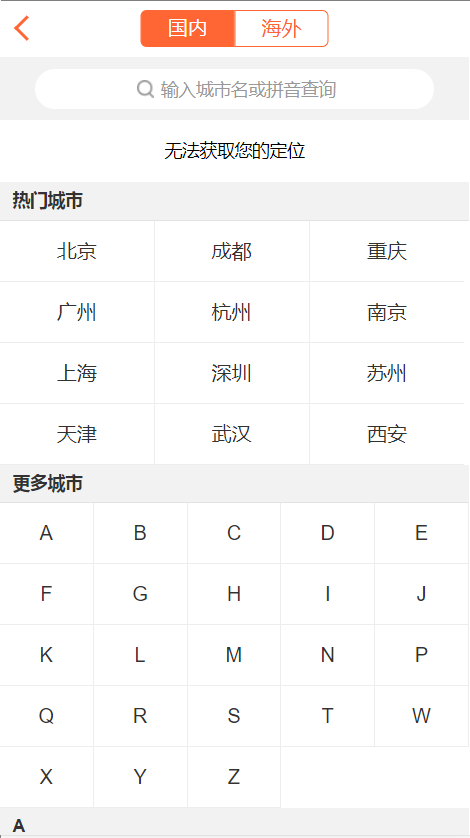 国内 海外
输入城市名或拼音查询
无法获取您的定位
热门城市
北京 成都 重庆
广州 杭州 南京
上海 深圳 苏州
天津 武汉 西安
更多城市
A B C D E
F G H I J
K L M N P
Q R S T W
X Y Z
A